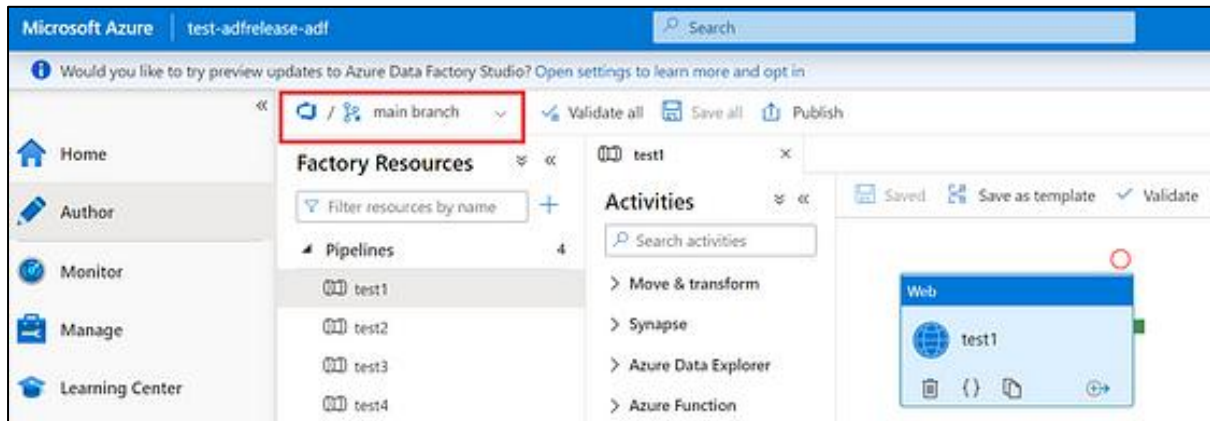 Microsoft Azure test-adfrelease-adf Search
Would you like to try preview updates to Azure Data Factory Studio? Open settings to learn more and opt in
« / main branch Validate all Save all Publish
Home
Author
Monitor
Manage
Learning Center
Factory Resources «
Filter resources by name +
Pipelines 4
test1
test2
test3
test4
test1 ×
Activities «
Search activities
> Move & transform
> Synapse
> Azure Data Explorer
> Azure Function
Saved Save as template Validate
Web
test1
{}